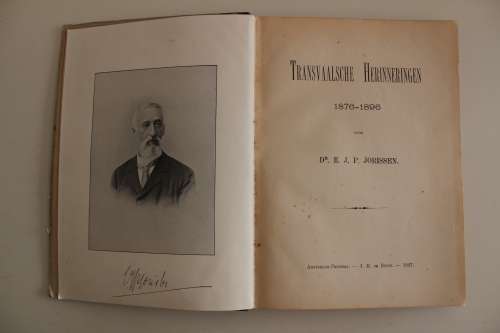 TRANSVAALSCHE HERINNERINGEN
1876-1896
DOOR
DR. E. J. P. JORISSEN.
AMSTERDAM-PRETORIA. — J. H. DE BUSSY. — 1897.